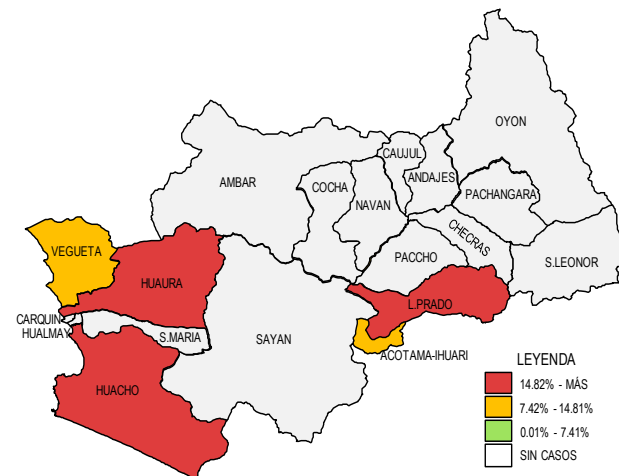 OYON
CAUJUL
ANDAJES
AMBAR
COCHA
NAVAN
PACHANGARA
CHECRAS
VEGUETA
PACCHO
S.LEONOR
HUAURA
L.PRADO
CARQUIN
HUALMAY
S.MARIA
SAYAN
ACOTAMA-IHUARI
HUACHO
LEYENDA
14.82% - MÁS
7.42% - 14.81%
0.01% - 7.41%
SIN CASOS